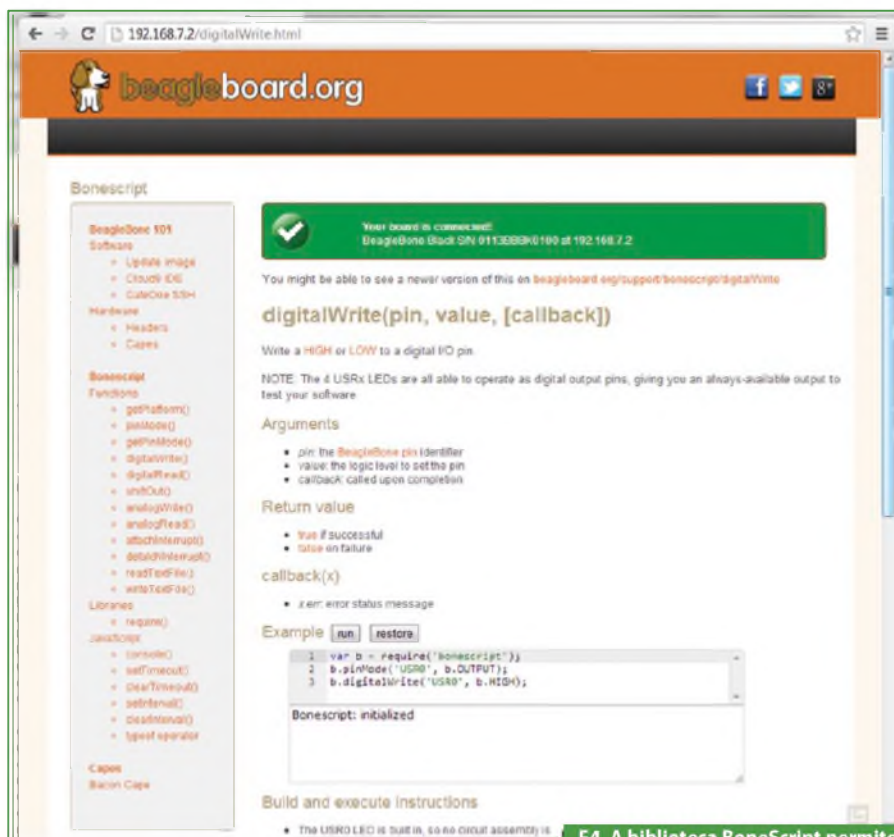 192.168.7.2/digitalWrite.html
beagleboard.org
Bonescript
BeagleBone 101
Software
Update image
Cloud9 IDE
GateOne SSH
Hardware
Headers
Capes
Bonescript
Functions
getPlatform()
pinMode()
getPinMode()
digitalWrite()
digitalRead()
shiftOut()
analogWrite()
analogRead()
attachInterrupt()
detachInterrupt()
readTextFile()
writeTextFile()
Libraries
require()
JavaScript
console()
setTimeout()
clearTimeout()
setInterval()
clearInterval()
typeof operator
Capes
Bacon Cape
Your board is connected!
BeagleBone Black S/N at 192.168.7.2
You might be able to see a newer version of this on beagleboard.org/support/bonescript/digitalWrite
digitalWrite(pin, value, [callback])
Write a HIGH or LOW to a digital I/O pin.
NOTE: The 4 USRx LEDs are all able to operate as digital output pins, giving you an always-available output to
test your software
Arguments
pin: the BeagleBone pin identifier
value: the logic level to set the pin
callback: called upon completion
Return value
true if successful
false on failure
callback(x)
x.err: error status message
Example run restore
1 var b = require('bonescript');
2 b.pinMode('USR0', b.OUTPUT);
3 b.digitalWrite('USR0', b.HIGH);
Bonescript: initialized
Build and execute instructions
The USR0 LED is built in, so no circuit assembly is
F4. A biblioteca BoneScript permite